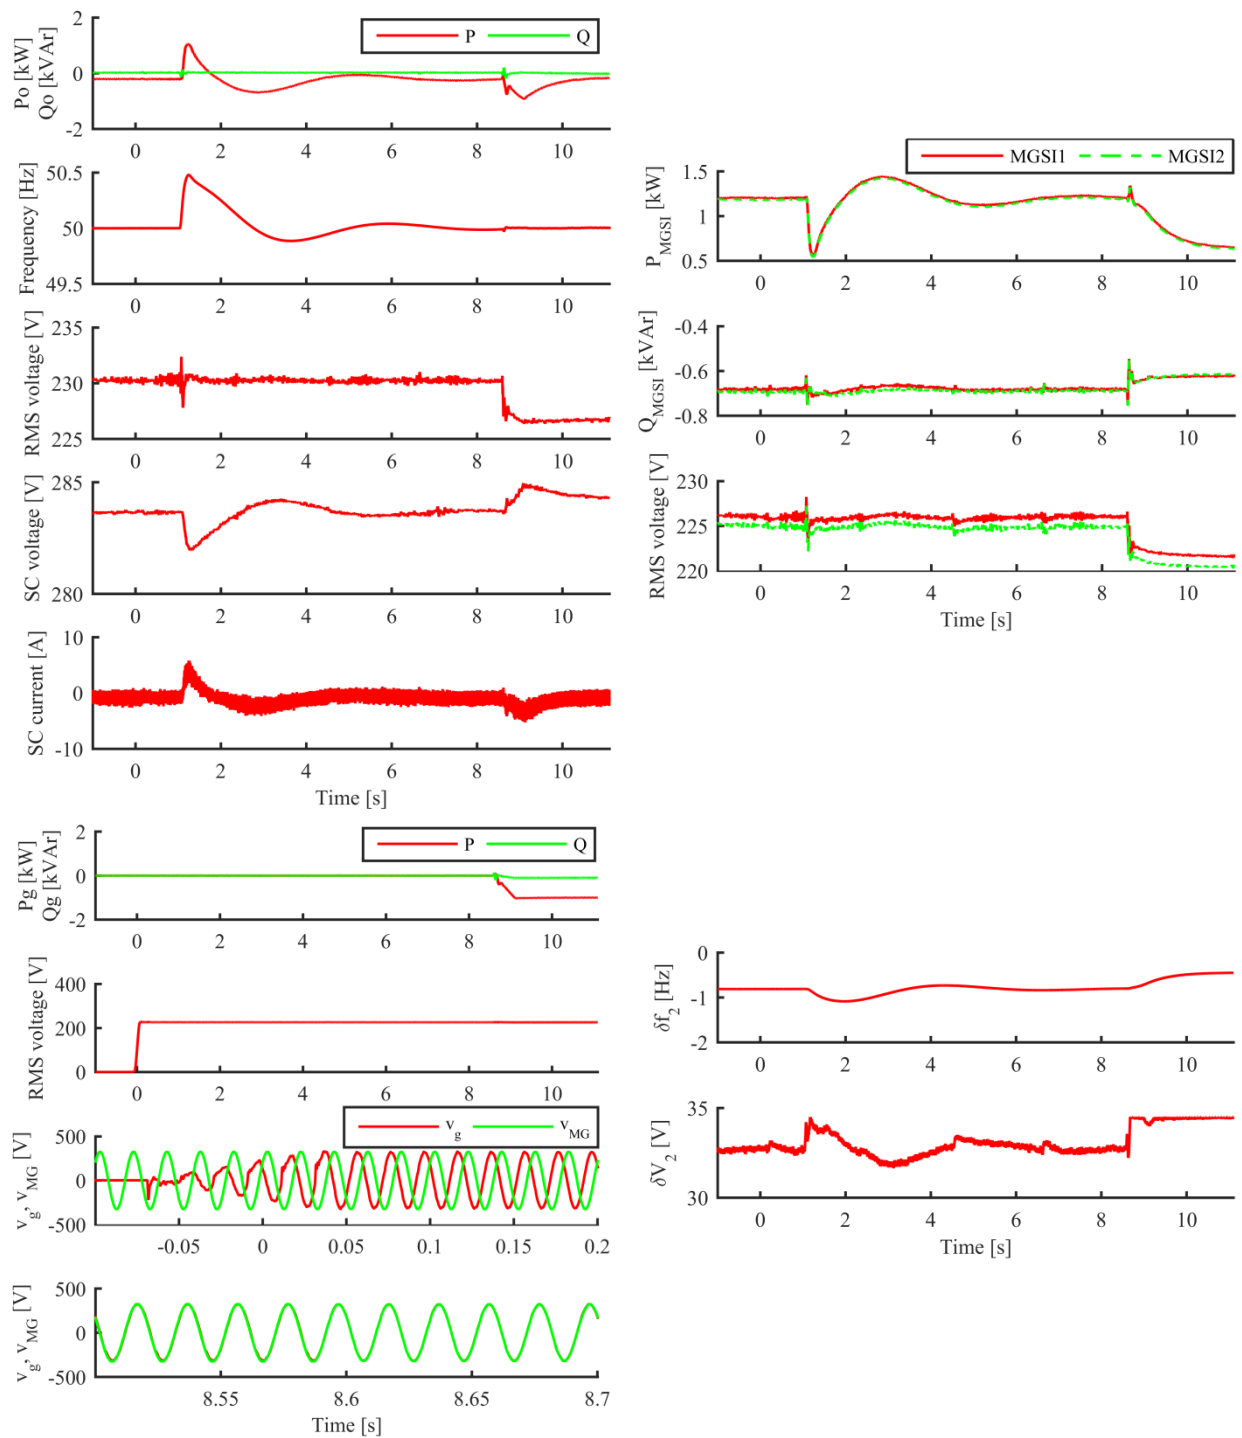 Po [kW]
Qo [kVAr]
2
0
-2
P
Q
0 2 4 6 8 10
Frequency [Hz]
50.5
50
49.5
0 2 4 6 8 10
RMS voltage [V]
235
230
225
0 2 4 6 8 10
SC voltage [V]
285
280
0 2 4 6 8 10
SC current [A]
10
0
-10
0 2 4 6 8 10
Time [s]
MGSI1 MGSI2
P_MGSI [kW]
1.5
1
0.5
0 2 4 6 8 10
Q_MGSI [kVAr]
-0.4
-0.6
-0.8
0 2 4 6 8 10
RMS voltage [V]
230
225
220
0 2 4 6 8 10
Time [s]
Pg [kW]
Qg [kVAr]
2
0
-2
P
Q
0 2 4 6 8 10
RMS voltage [V]
400
200
0
0 2 4 6 8 10
v_g, v_MG [V]
500
0
-500
v_g v_MG
-0.05 0 0.05 0.1 0.15 0.2
v_g, v_MG [V]
500
0
-500
8.55 8.6 8.65 8.7
Time [s]
δf_2 [Hz]
0
-1
-2
0 2 4 6 8 10
δV_2 [V]
35
30
0 2 4 6 8 10
Time [s]